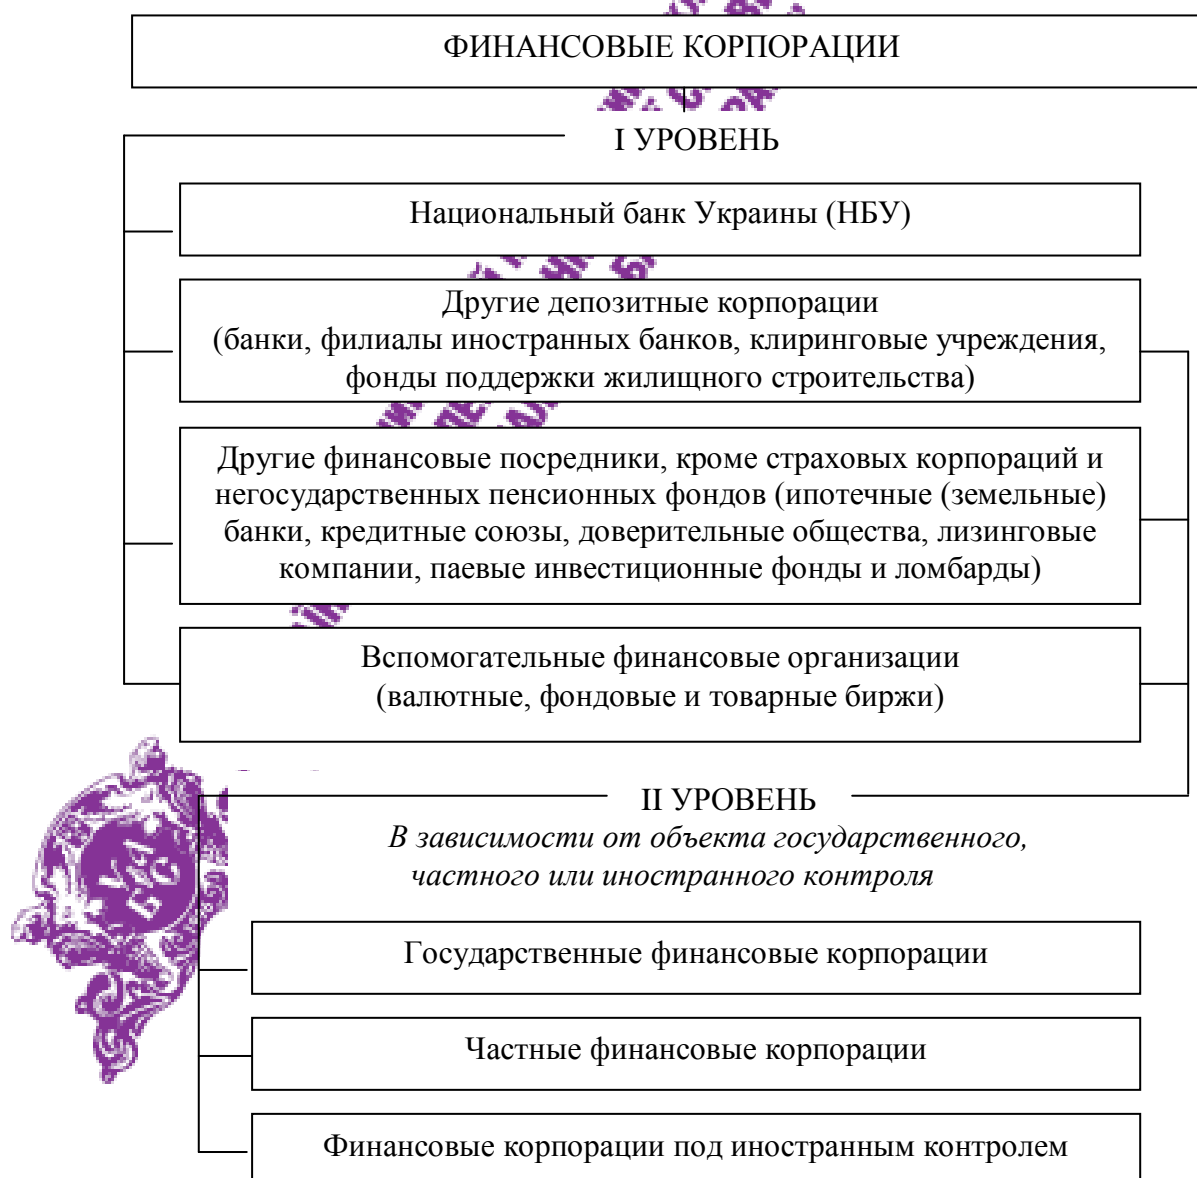 ФИНАНСОВЫЕ КОРПОРАЦИИ
I УРОВЕНЬ
Национальный банк Украины (НБУ)
Другие депозитные корпорации
(банки, филиалы иностранных банков, клиринговые учреждения,
фонды поддержки жилищного строительства)
Другие финансовые посредники, кроме страховых корпораций и
негосударственных пенсионных фондов (ипотечные (земельные)
банки, кредитные союзы, доверительные общества, лизинговые
компании, паевые инвестиционные фонды и ломбарды)
Вспомогательные финансовые организации
(валютные, фондовые и товарные биржи)
II УРОВЕНЬ
В зависимости от объекта государственного,
частного или иностранного контроля
Государственные финансовые корпорации
Частные финансовые корпорации
Финансовые корпорации под иностранным контролем